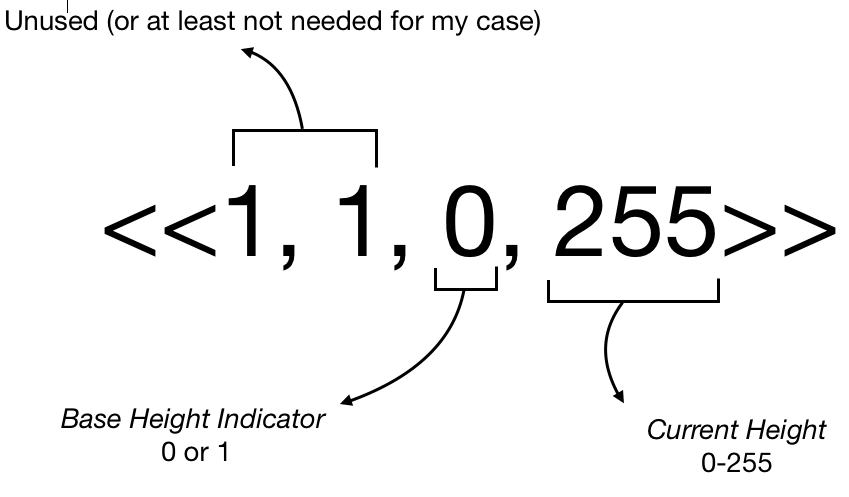 Unused (or at least not needed for my case)
<<1, 1, 0, 255>>
Base Height Indicator
0 or 1
Current Height
0-255